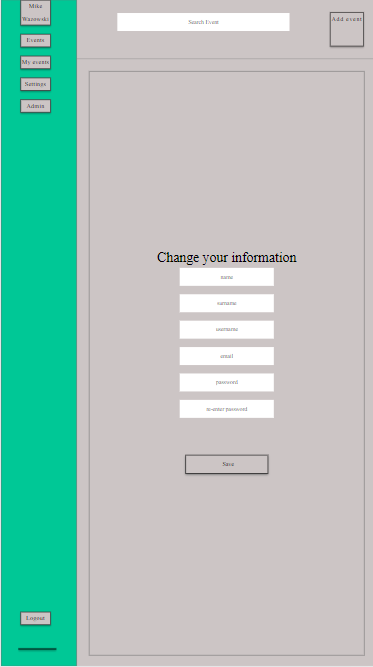 Mike
Wazowski
Events
My events
Settings
Admin
Logout
Search Event
Add event
Change your information
name
surname
username
email
password
re-enter password
Save